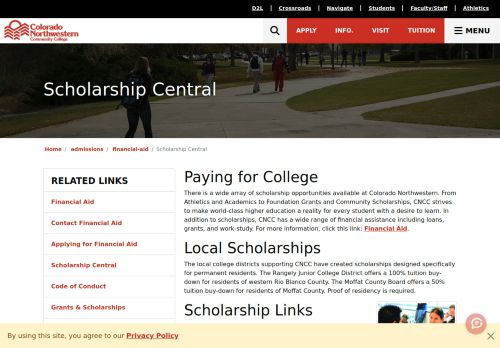 D2L | Crossroads | Navigate | Students | Faculty/Staff | Athletics
Colorado
Northwestern
Community College
APPLY INFO. VISIT TUITION MENU
Scholarship Central
Home / admissions / financial-aid / Scholarship Central
RELATED LINKS
Financial Aid
Contact Financial Aid
Applying for Financial Aid
Scholarship Central
Code of Conduct
Grants & Scholarships
Paying for College
There is a wide array of scholarship opportunities available at Colorado Northwestern. From
Athletics and Academics to Foundation Grants and Community Scholarships, CNCC strives
to make world-class higher education a reality for every student with a desire to learn. In
addition to scholarships, CNCC has a wide range of financial assistance including loans,
grants, and work-study. For more information, click this link: Financial Aid.
Local Scholarships
The local college districts supporting CNCC have created scholarships designed specifically
for permanent residents. The Rangely Junior College District offers a 100% tuition buy-
down for residents of western Rio Blanco County. The Moffat County Board offers a 50%
tuition buy-down for residents of Moffat County. Proof of residency is required.
Scholarship Links
By using this site, you agree to our Privacy Policy
×